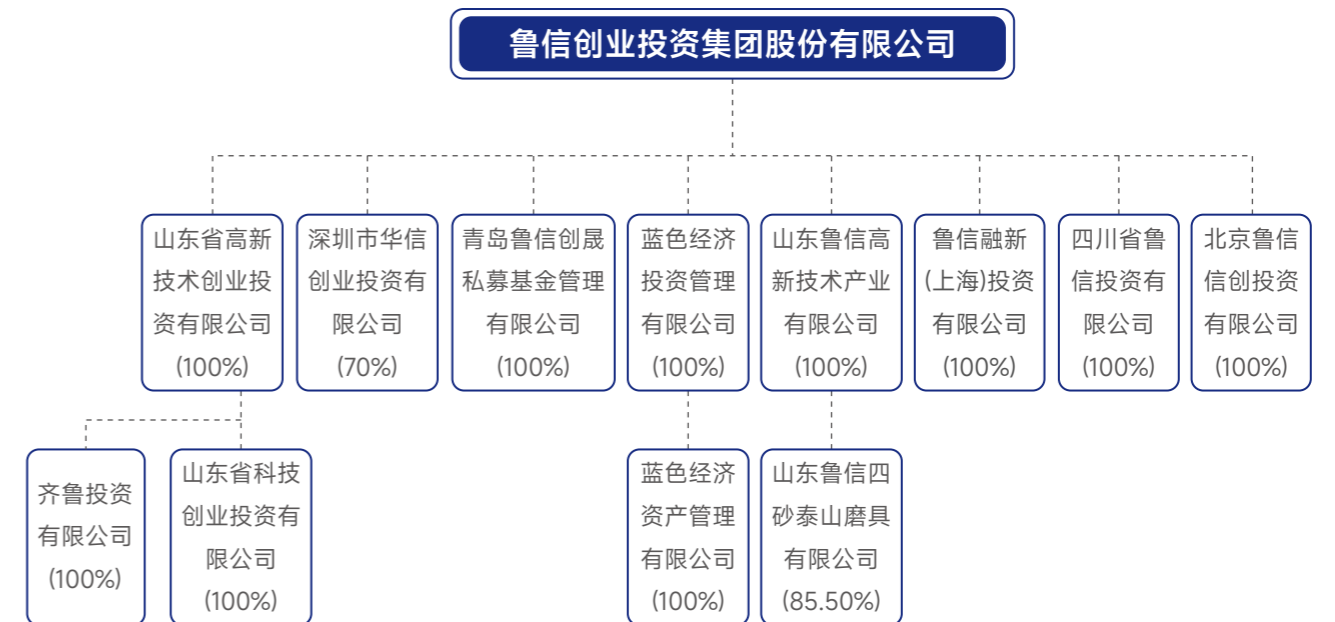 鲁信创业投资集团股份有限公司
山东省高新
技术创业投
资有限公司
(100%)
深圳市华信
创业投资有
限公司
(70%)
青岛鲁信创晟
私募基金管理
有限公司
(100%)
蓝色经济
投资管理
有限公司
(100%)
山东鲁信高
新技术产业
有限公司
(100%)
鲁信融新
(上海)投资
有限公司
(100%)
四川省鲁
信投资有
限公司
(100%)
北京鲁信
信创投资
有限公司
(100%)
齐鲁投资
有限公司
(100%)
山东省科技
创业投资有
限公司
(100%)
蓝色经济
资产管理
有限公司
(100%)
山东鲁信四
砂泰山磨具
有限公司
(85.50%)